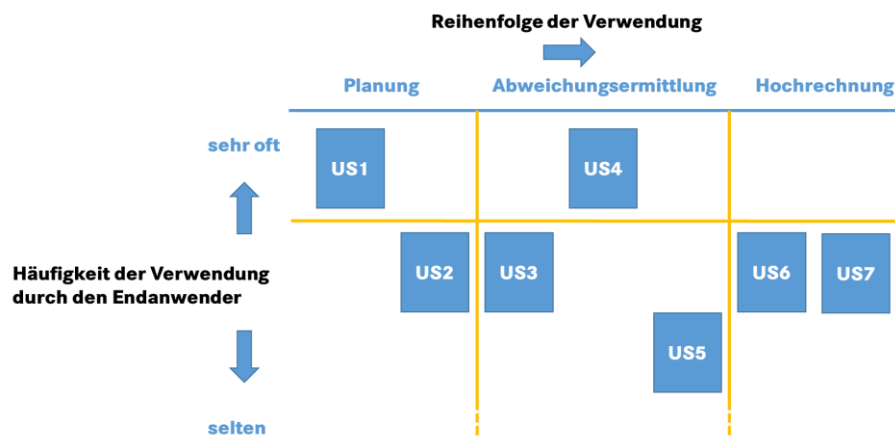 Reihenfolge der Verwendung
Planung
Abweichungsermittlung
Hochrechnung
sehr oft
US1
US4
Häufigkeit der Verwendung
durch den Endanwender
US2
US3
US6
US7
US5
selten